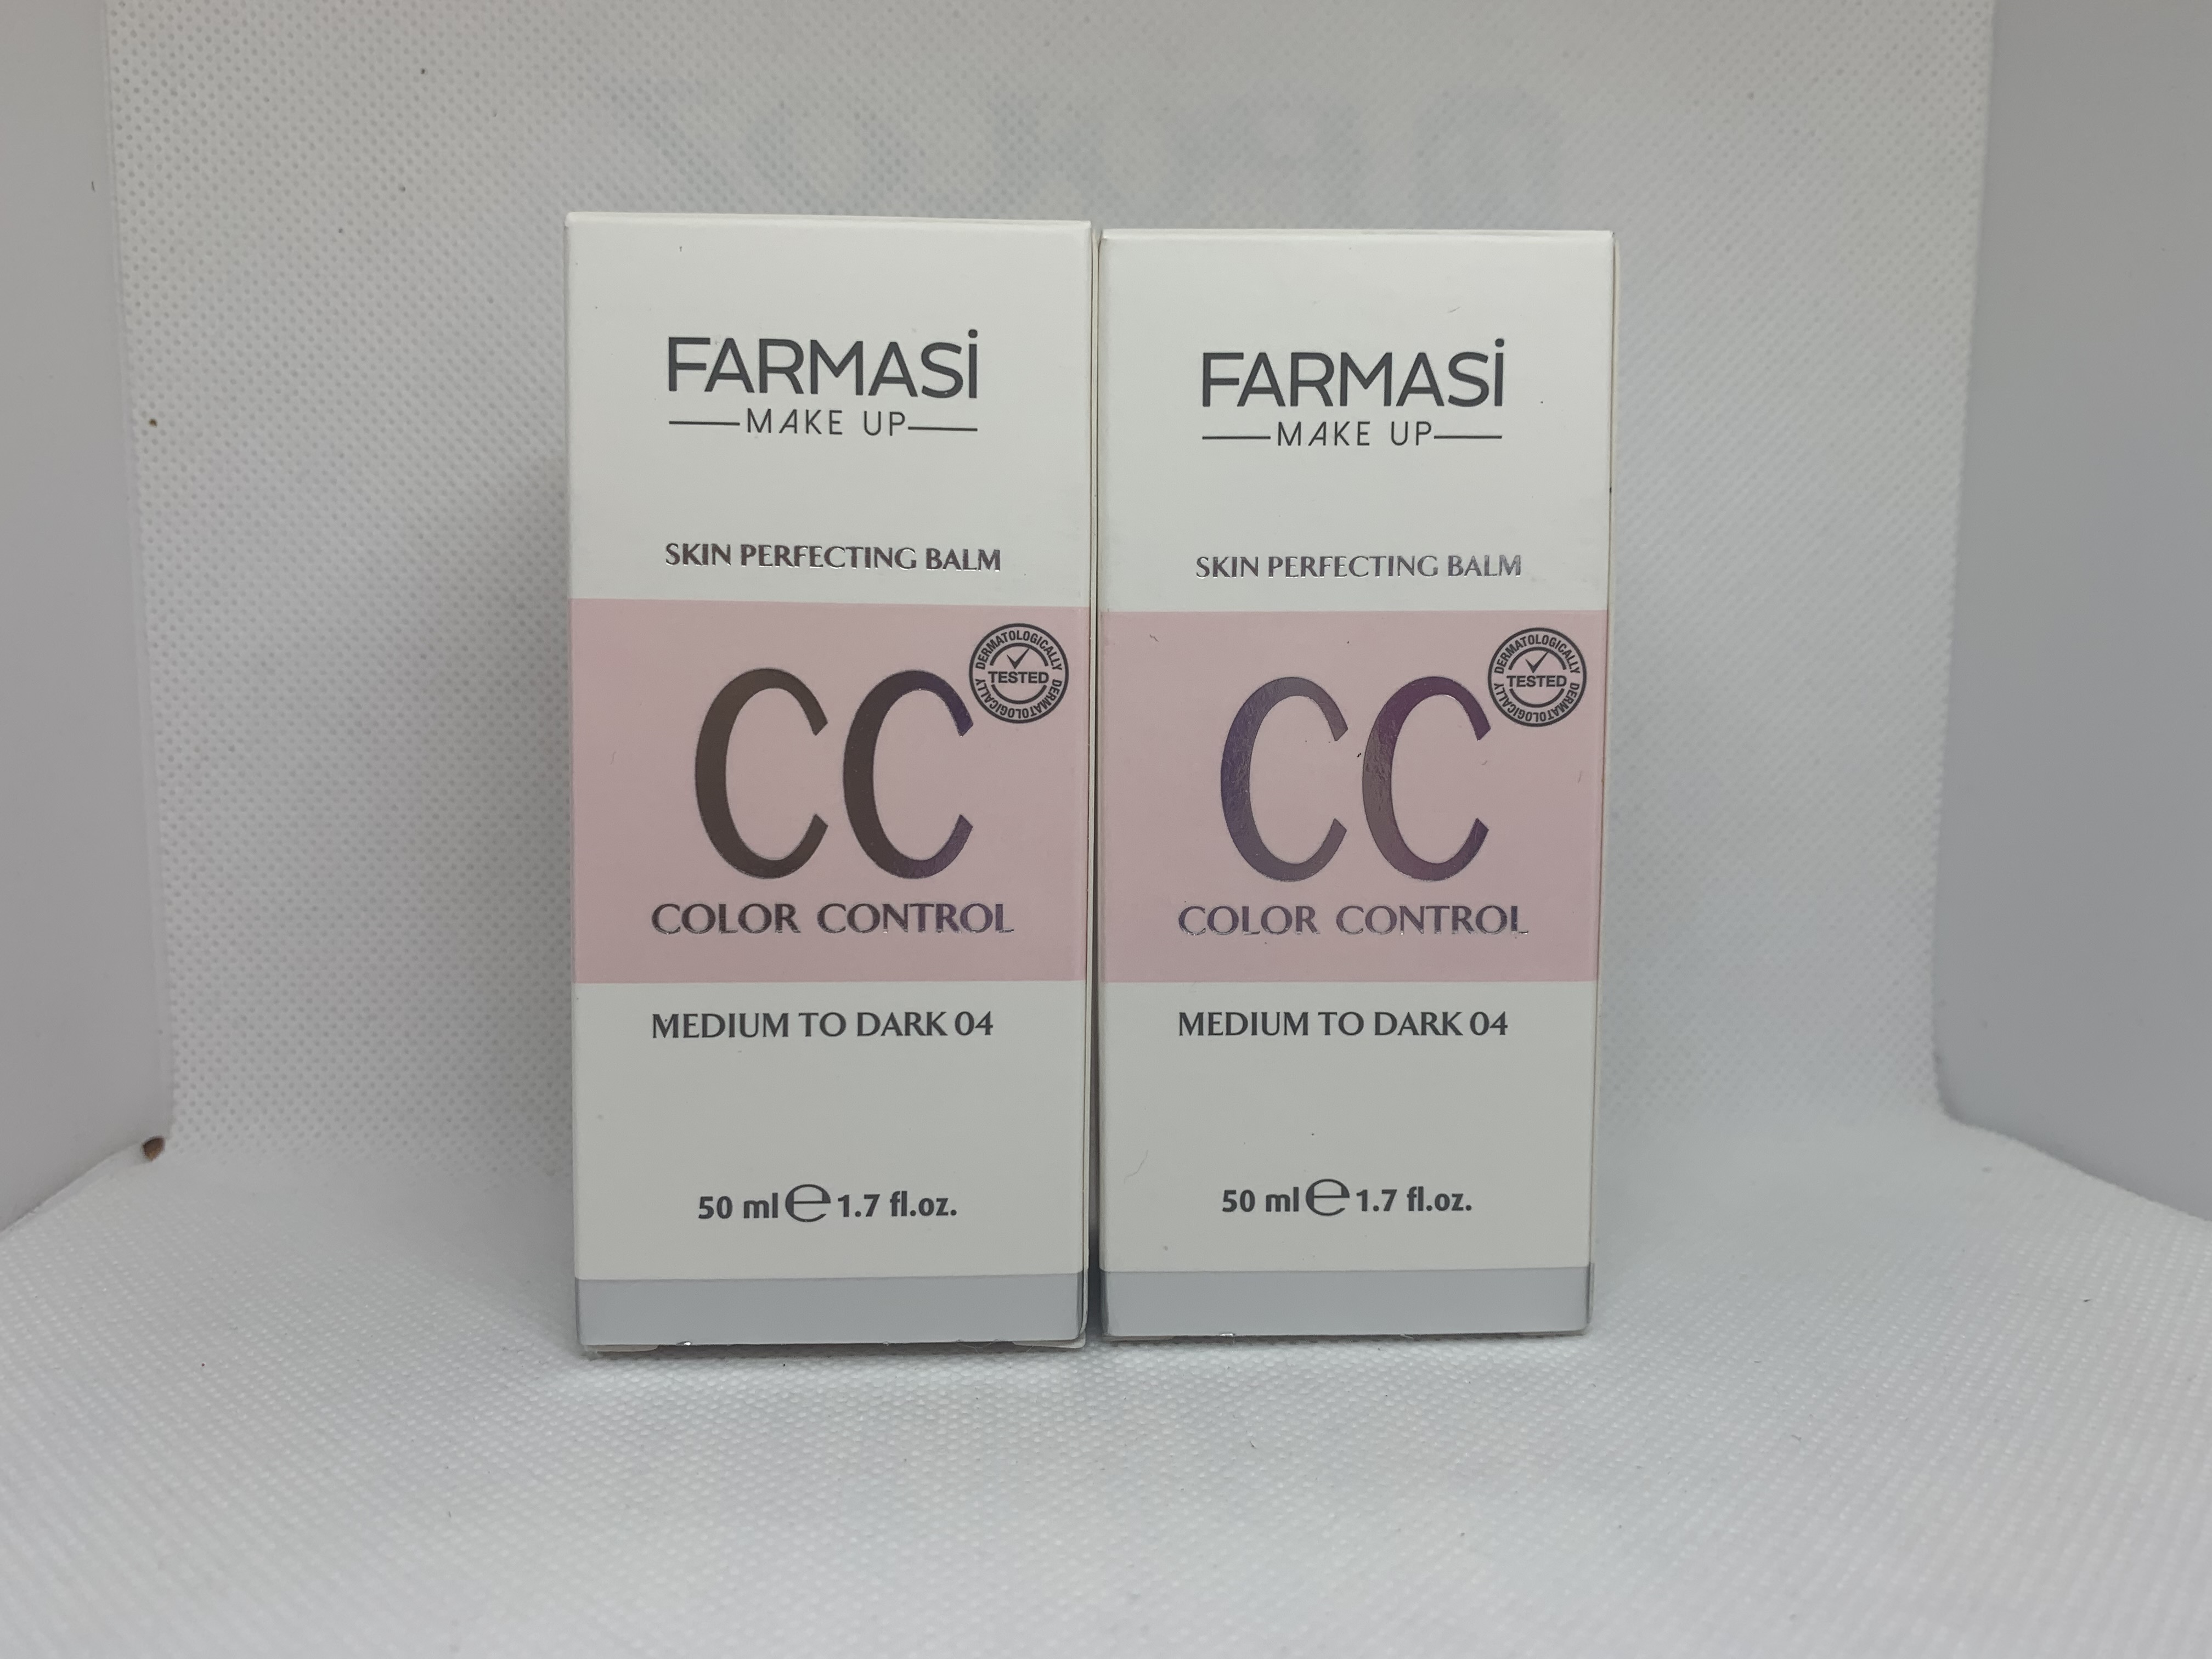 FARMASİ
MAKE UP
SKIN PERFECTING BALM
DERMATOLOGICALLY
TESTED
DERMATOLOGICALLY
CC
COLOR CONTROL
MEDIUM TO DARK 04
50 ml e 1.7 fl.oz.
FARMASİ
MAKE UP
SKIN PERFECTING BALM
DERMATOLOGICALLY
TESTED
DERMATOLOGICALLY
CC
COLOR CONTROL
MEDIUM TO DARK 04
50 ml e 1.7 fl.oz.